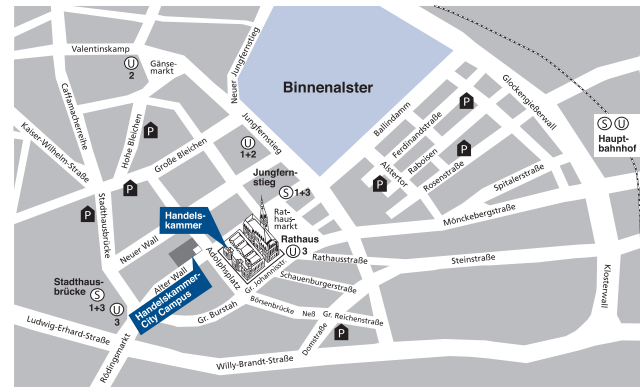 Valentinskamp
U
2
Gänse-
markt
Caffamacherreihe
Kaiser-Wilhelm-Straße
Neuer Jungfernstieg
Binnenalster
Glockengießerwall
P
Hohe Bleichen
Große Bleichen
Jungfernstieg
U
1+2
Ballindamm
Ferdinandstraße
P
Alstertor
Raboisen
Rosenstraße
P
S U
Haupt-
bahnhof
P
P
P
Jungfern-
stieg
S 1+3
P
Spitalerstraße
Mönckebergstraße
Stadthausbrücke
Handels-
kammer
Rat-
haus-
markt
Rathaus
U 3
Neuer Wall
Adolphsplatz
Rathausstraße
Steinstraße
Klosterwall
Alter Wall
Gr. Johannisstr.
Schauenburgerstraße
Stadthaus-
brücke
S
1+3
U
3
Handelskammer-
City Campus
Gr. Burstah
Börsenbrücke
Neß
Gr. Reichenstraße
P
Domstraße
Ludwig-Erhard-Straße
Rödingsmarkt
Willy-Brandt-Straße